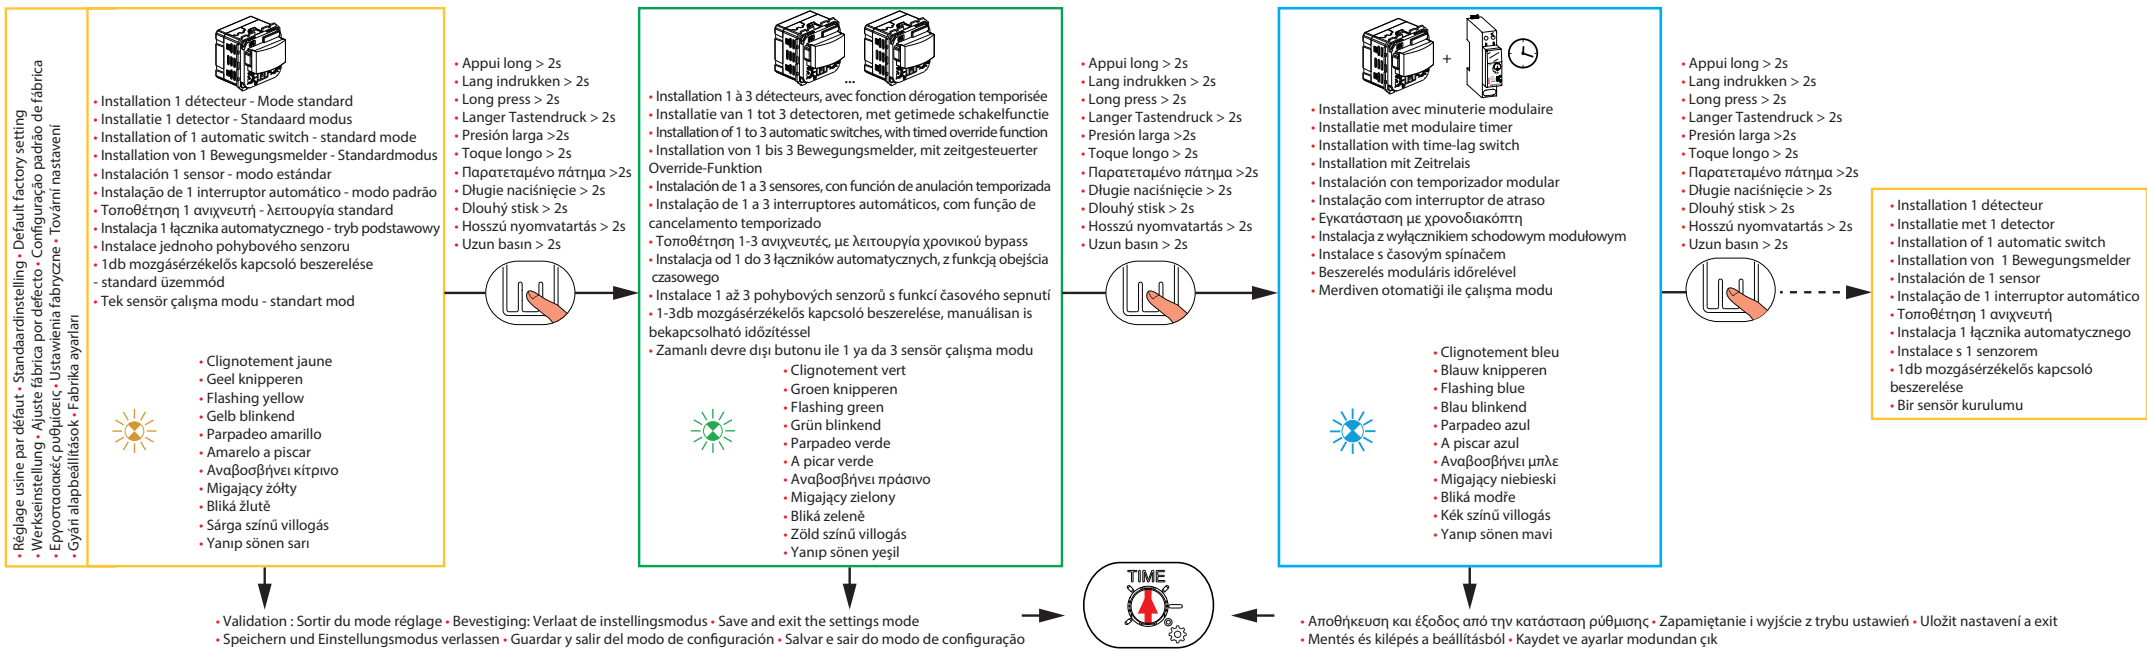 • Réglage usine par défaut • Standaardinstelling • Default factory setting
• Werkseinstellung • Ajuste fábrica por defecto • Configuração padrão de fábrica
• Εργοστασιακές ρυθμίσεις • Ustawienia fabryczne • Tovární nastavení
• Gyári alapbeállítások • Fabrika ayarları
• Installation 1 détecteur - Mode standard
• Installatie 1 detector - Standaard modus
• Installation of 1 automatic switch - standard mode
• Installation von 1 Bewegungsmelder - Standardmodus
• Instalación 1 sensor - modo estándar
• Instalação de 1 interruptor automático - modo padrão
• Τοποθέτηση 1 ανιχνευτή - λειτουργία standard
• Instalacja 1 łącznika automatycznego - tryb podstawowy
• Instalace jednoho pohybového senzoru
• 1db mozgásérzékelős kapcsoló beszerelése
- standard üzemmód
• Tek sensör çalışma modu - standart mod
• Clignotement jaune
• Geel knipperen
• Flashing yellow
• Gelb blinkend
• Parpadeo amarillo
• Amarelo a piscar
• Αναβοσβήνει κίτρινο
• Migający żółty
• Bliká žlutě
• Sárga színű villogás
• Yanıp sönen sarı
• Appui long > 2s
• Lang indrukken > 2s
• Long press > 2s
• Langer Tastendruck > 2s
• Presión larga >2s
• Toque longo > 2s
• Παρατεταμένο πάτημα >2s
• Długie naciśnięcie > 2s
• Dlouhý stisk > 2s
• Hosszú nyomvatartás > 2s
• Uzun basın > 2s
...
• Installation 1 à 3 détecteurs, avec fonction dérogation temporisée
• Installatie van 1 tot 3 detectoren, met getimede schakelfunctie
• Installation of 1 to 3 automatic switches, with timed override function
• Installation von 1 bis 3 Bewegungsmelder, mit zeitgesteuerter
Override-Funktion
• Instalación de 1 a 3 sensores, con función de anulación temporizada
• Instalação de 1 a 3 interruptores automáticos, com função de
cancelamento temporizado
• Τοποθέτηση 1-3 ανιχνευτές, με λειτουργία χρονικού bypass
• Instalacja od 1 do 3 łączników automatycznych, z funkcją obejścia
czasowego
• Instalace 1 až 3 pohybových senzorů s funkcí časového sepnutí
• 1-3db mozgásérzékelős kapcsoló beszerelése, manuálisan is
bekapcsolható időzítéssel
• Zamanlı devre dışı butonu ile 1 ya da 3 sensör çalışma modu
• Clignotement vert
• Groen knipperen
• Flashing green
• Grün blinkend
• Parpadeo verde
• A picar verde
• Αναβοσβήνει πράσινο
• Migający zielony
• Bliká zeleně
• Zöld színű villogás
• Yanıp sönen yeşil
• Appui long > 2s
• Lang indrukken > 2s
• Long press > 2s
• Langer Tastendruck > 2s
• Presión larga >2s
• Toque longo > 2s
• Παρατεταμένο πάτημα >2s
• Długie naciśnięcie > 2s
• Dlouhý stisk > 2s
• Hosszú nyomvatartás > 2s
• Uzun basın > 2s
+
• Installation avec minuterie modulaire
• Installatie met modulaire timer
• Installation with time-lag switch
• Installation mit Zeitrelais
• Instalación con temporizador modular
• Instalação com interruptor de atraso
• Εγκατάσταση με χρονοδιακόπτη
• Instalacja z wyłącznikiem schodowym modułowym
• Instalace s časovým spínačem
• Beszerelés moduláris időrelével
• Merdiven otomatiği ile çalışma modu
• Clignotement bleu
• Blauw knipperen
• Flashing blue
• Blau blinkend
• Parpadeo azul
• A piscar azul
• Αναβοσβήνει μπλε
• Migający niebieski
• Bliká modře
• Kék színű villogás
• Yanıp sönen mavi
• Appui long > 2s
• Lang indrukken > 2s
• Long press > 2s
• Langer Tastendruck > 2s
• Presión larga >2s
• Toque longo > 2s
• Παρατεταμένο πάτημα >2s
• Długie naciśnięcie > 2s
• Dlouhý stisk > 2s
• Hosszú nyomvatartás > 2s
• Uzun basın > 2s
• Installation 1 détecteur
• Installatie met 1 detector
• Installation of 1 automatic switch
• Installation von 1 Bewegungsmelder
• Instalación de 1 sensor
• Instalação de 1 interruptor automático
• Τοποθέτηση 1 ανιχνευτή
• Instalacja 1 łącznika automatycznego
• Instalace s 1 senzorem
• 1db mozgásérzékelős kapcsoló
beszerelése
• Bir sensör kurulumu
• Validation : Sortir du mode réglage • Bevestiging: Verlaat de instellingsmodus • Save and exit the settings mode
• Speichern und Einstellungsmodus verlassen • Guardar y salir del modo de configuración • Salvar e sair do modo de configuração
TIME
• Αποθήκευση και έξοδος από την κατάσταση ρύθμισης • Zapamiętanie i wyjście z trybu ustawień • Uložit nastavení a exit
• Mentés és kilépés a beállításból • Kaydet ve ayarlar modundan çık